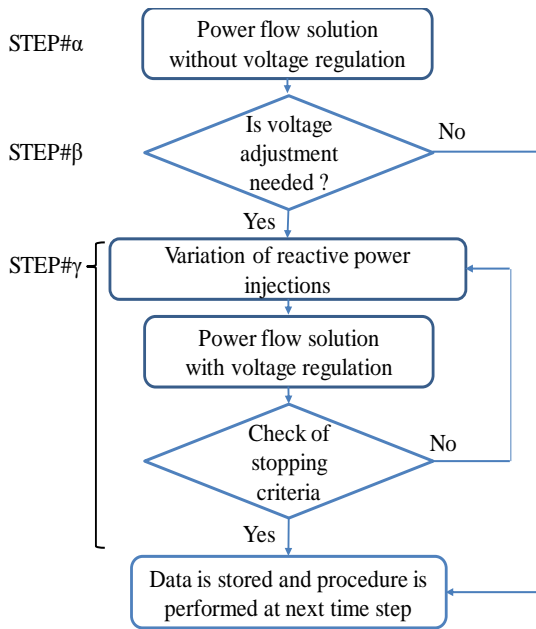 STEP#α
Power flow solution
without voltage regulation
STEP#β
Is voltage
adjustment
needed ?
No
Yes
STEP#γ
Variation of reactive power
injections
Power flow solution
with voltage regulation
Check of
stopping
criteria
No
Yes
Data is stored and procedure is
performed at next time step